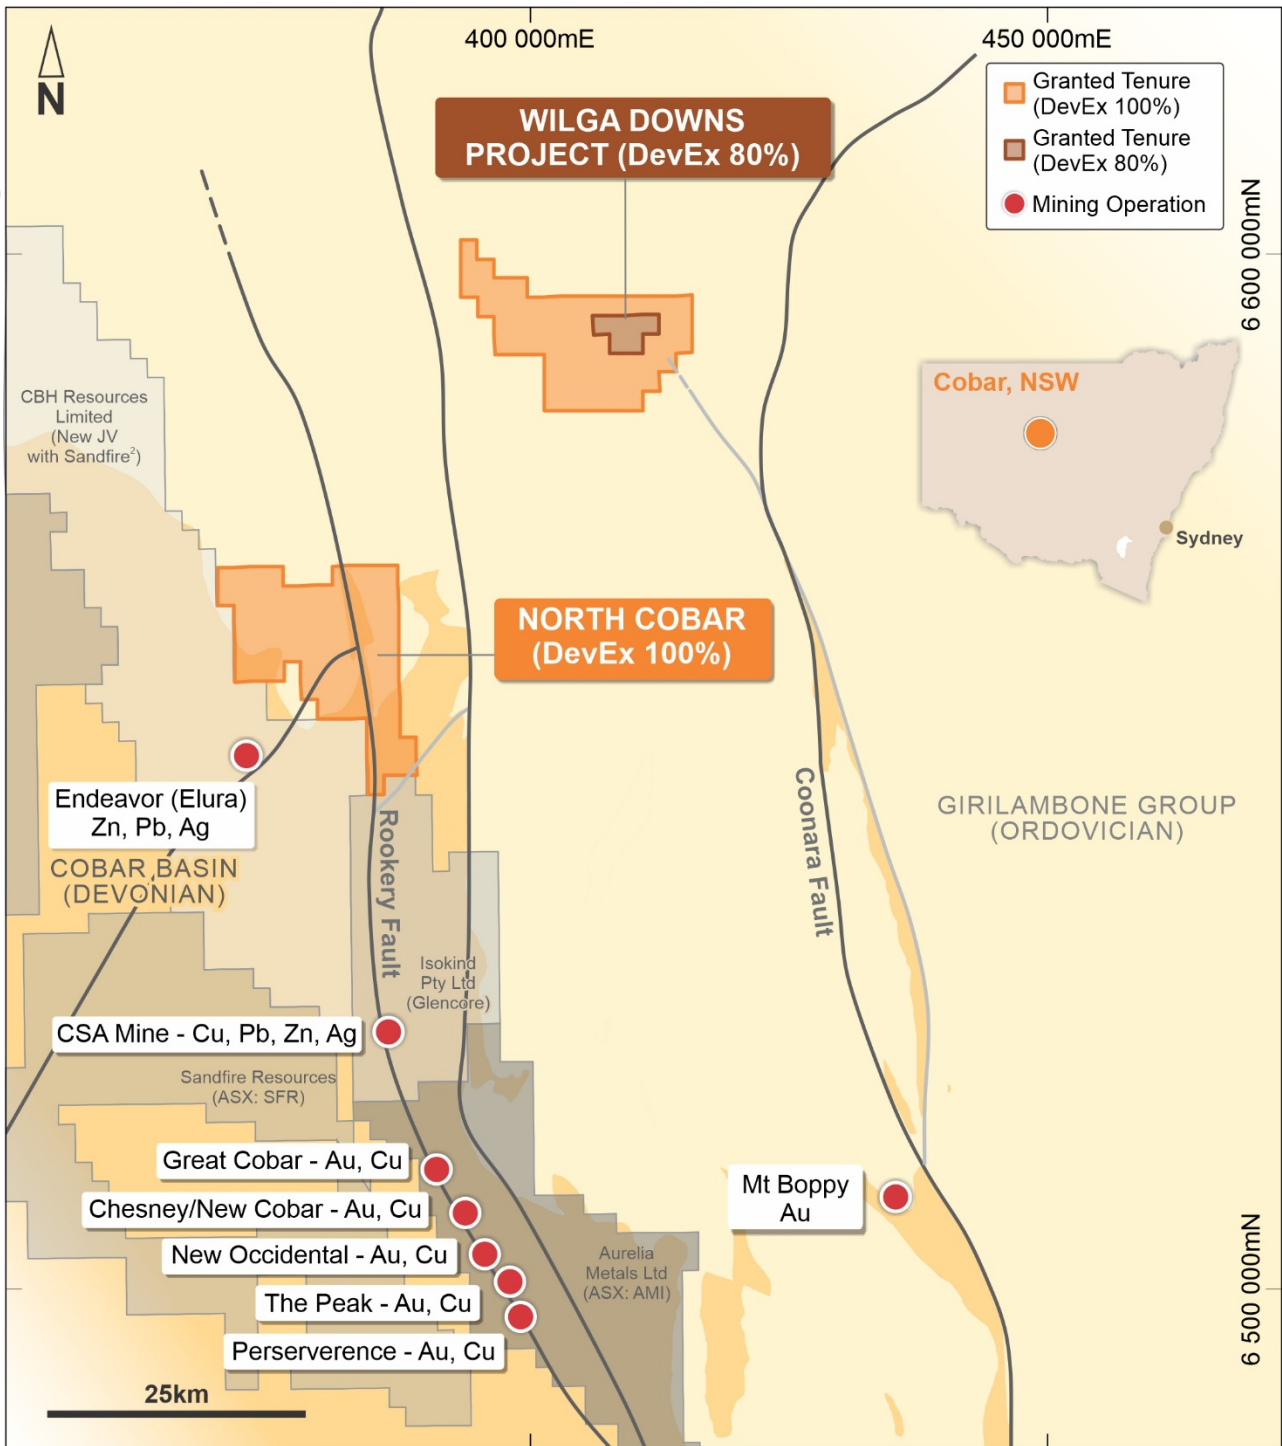 400 000mE
450 000mE
N
Granted Tenure
(DevEx 100%)
Granted Tenure
(DevEx 80%)
Mining Operation
WILGA DOWNS
PROJECT (DevEx 80%)
6 600 000mN
CBH Resources
Limited
(New JV
with Sandfire²)
Cobar, NSW
Sydney
NORTH COBAR
(DevEx 100%)
Endeavor (Elura)
Zn, Pb, Ag
COBAR BASIN
(DEVONIAN)
Rookery Fault
Coonara Fault
GIRILAMBONE GROUP
(ORDOVICIAN)
Isokind
Pty Ltd
(Glencore)
CSA Mine - Cu, Pb, Zn, Ag
Sandfire Resources
(ASX: SFR)
Great Cobar - Au, Cu
Chesney/New Cobar - Au, Cu
New Occidental - Au, Cu
The Peak - Au, Cu
Perserverence - Au, Cu
Mt Boppy
Au
Aurelia
Metals Ltd
(ASX: AMI)
6 500 000mN
25km